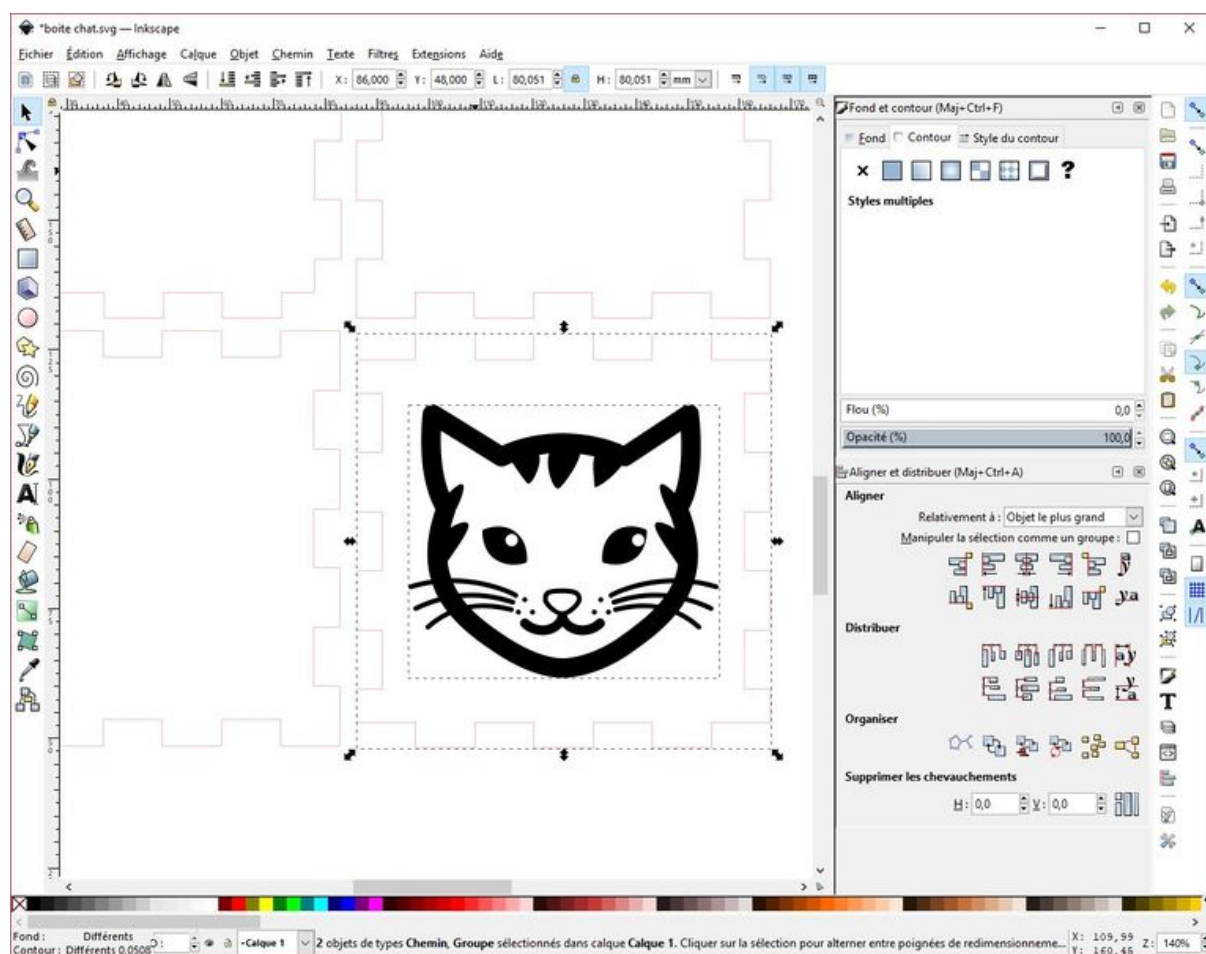 *boite chat.svg — Inkscape
Fichier Édition Affichage Calque Objet Chemin Texte Filtres Extensions Aide
X: 86,000 Y: 48,000 L: 80,051 H: 80,051 mm
Fond et contour (Maj+Ctrl+F)
Fond Contour Style du contour
?
Styles multiples
Flou (%) 0,0
Opacité (%) 100,0
Aligner et distribuer (Maj+Ctrl+A)
Aligner
Relativement à : Objet le plus grand
Manipuler la sélection comme un groupe :
Distribuer
Organiser
Supprimer les chevauchements
H: 0,0 V: 0,0
Fond : Différents
Contour : Différents 0,0508
O:
Calque 1
2 objets de types Chemin, Groupe sélectionnés dans calque Calque 1. Cliquer sur la sélection pour alterner entre poignées de redimensionneme...
X: 109,99
Y: 160,45
Z: 140%